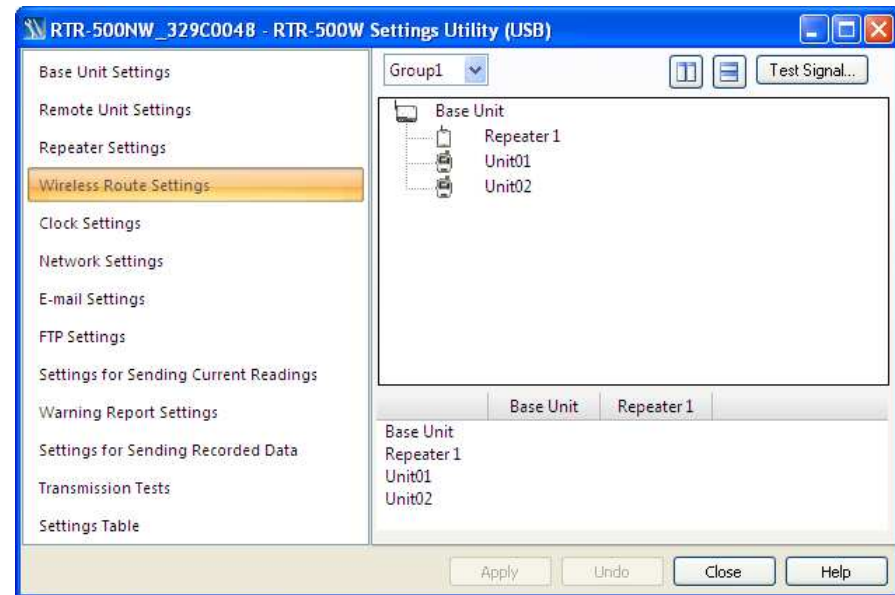 RTR-500NW_329C0048 - RTR-500W Settings Utility (USB)
Base Unit Settings
Remote Unit Settings
Repeater Settings
Wireless Route Settings
Clock Settings
Network Settings
E-mail Settings
FTP Settings
Settings for Sending Current Readings
Warning Report Settings
Settings for Sending Recorded Data
Transmission Tests
Settings Table
Group1
Test Signal...
Base Unit
Repeater 1
Unit01
Unit02
Base Unit Repeater 1
Base Unit
Repeater 1
Unit01
Unit02
Apply Undo Close Help